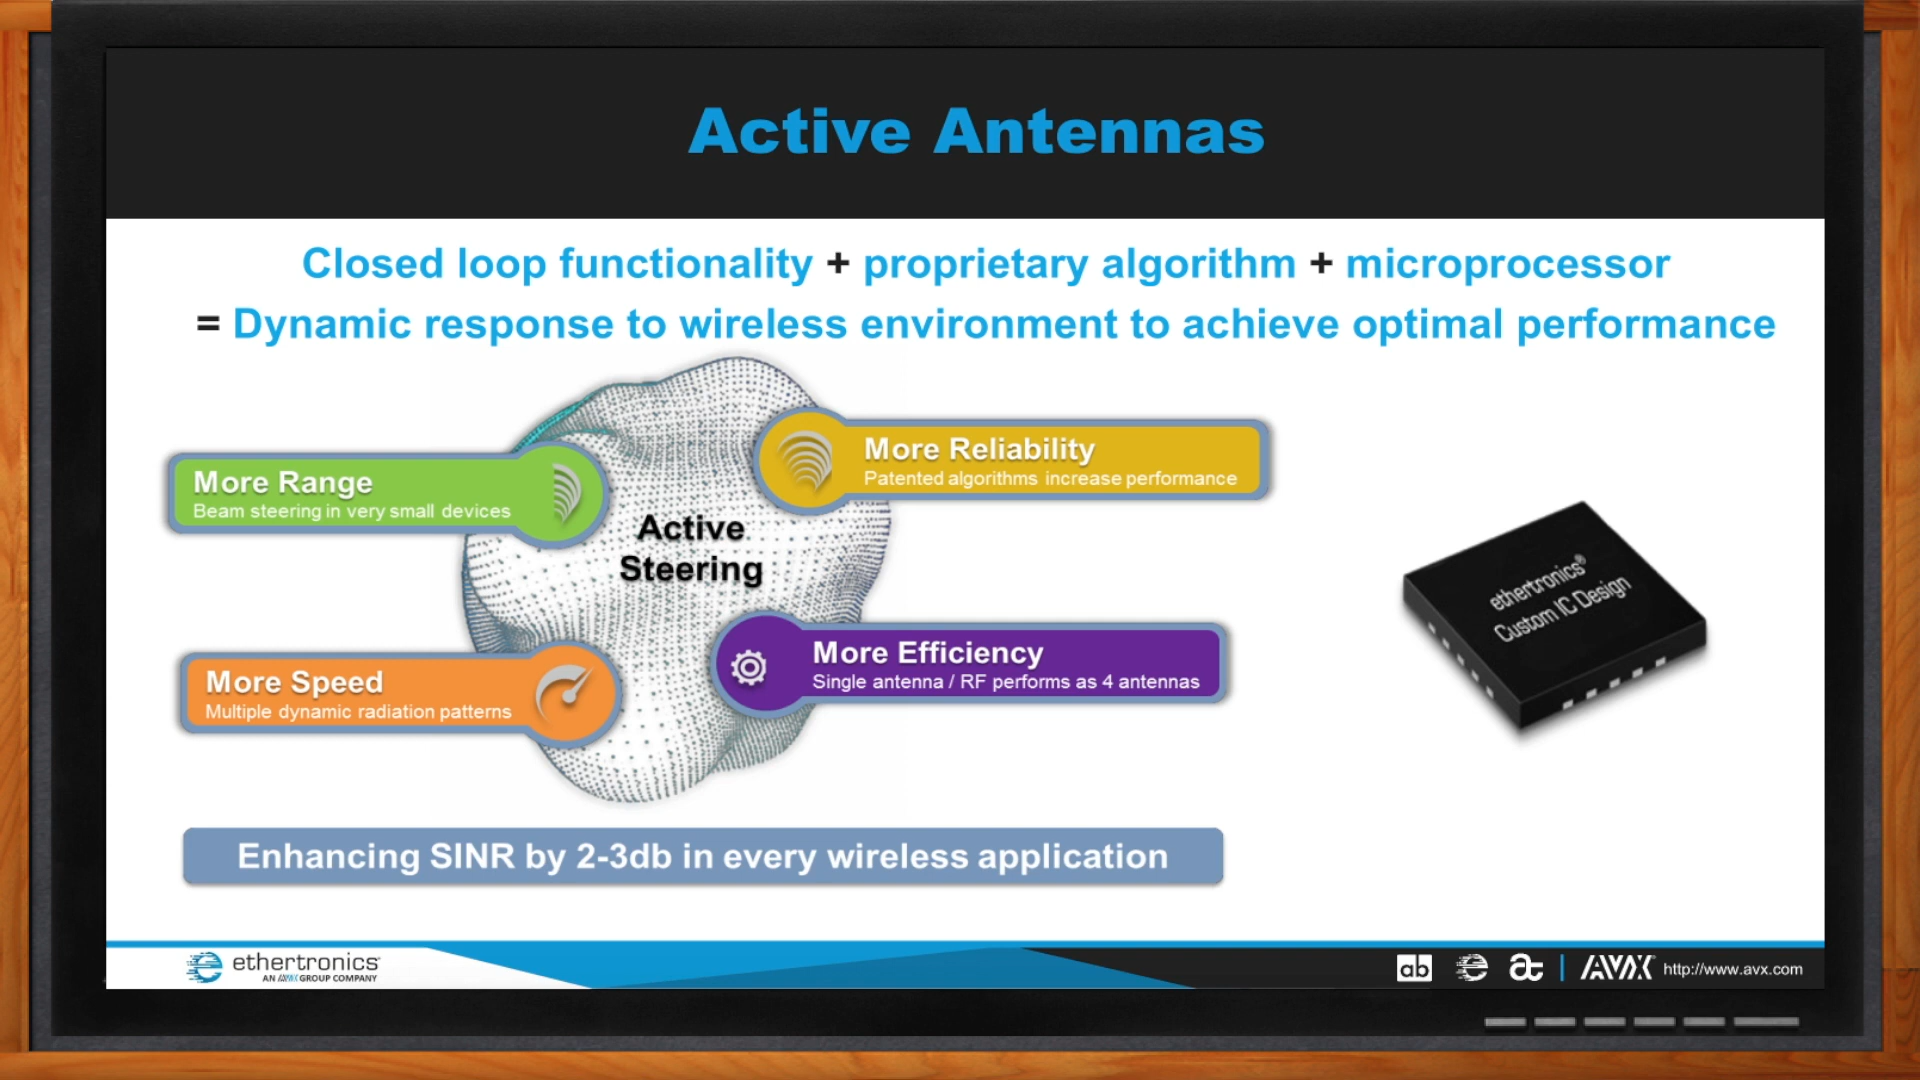 Active Antennas
Closed loop functionality + proprietary algorithm + microprocessor
= Dynamic response to wireless environment to achieve optimal performance
More Range
Beam steering in very small devices
More Reliability
Patented algorithms increase performance
Active
Steering
More Speed
Multiple dynamic radiation patterns
More Efficiency
Single antenna / RF performs as 4 antennas
ethertronics®
Custom IC Design
Enhancing SINR by 2-3db in every wireless application
ethertronics
AN AVX GROUP COMPANY
ab
AVX http://www.avx.com